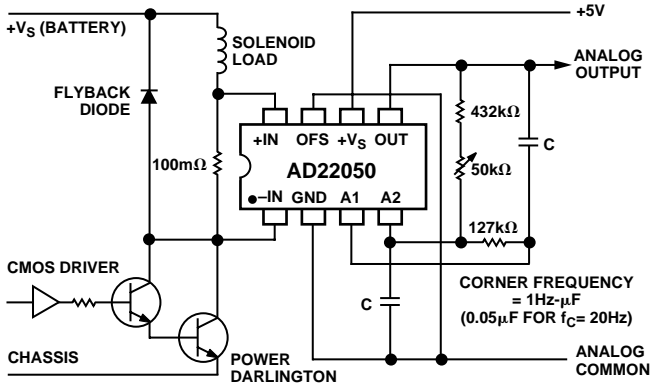 +VS (BATTERY)
SOLENOID
LOAD
FLYBACK
DIODE
100mΩ
+5V
ANALOG
OUTPUT
+IN OFS +VS OUT
AD22050
–IN GND A1 A2
432kΩ
50kΩ
C
127kΩ
CMOS DRIVER
C
CORNER FREQUENCY
= 1Hz-µF
(0.05µF FOR fC= 20Hz)
CHASSIS
POWER
DARLINGTON
ANALOG
COMMON